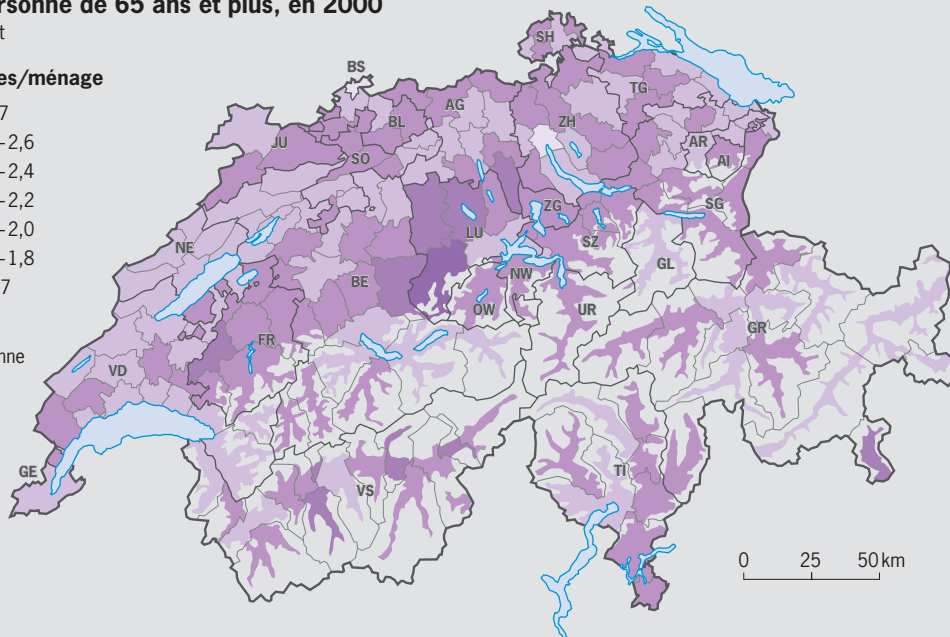 rsonne de 65 ans et plus, en 2000
t
es/ménage
7
–2,6
–2,4
–2,2
–2,0
–1,8
7
nne
SH
BS
TG
AG
BL
ZH
JU
AR
SO
AI
ZG
SG
LU
SZ
NE
GL
NW
BE
OW
UR
GR
FR
VD
GE
TI
VS
0 25 50 km